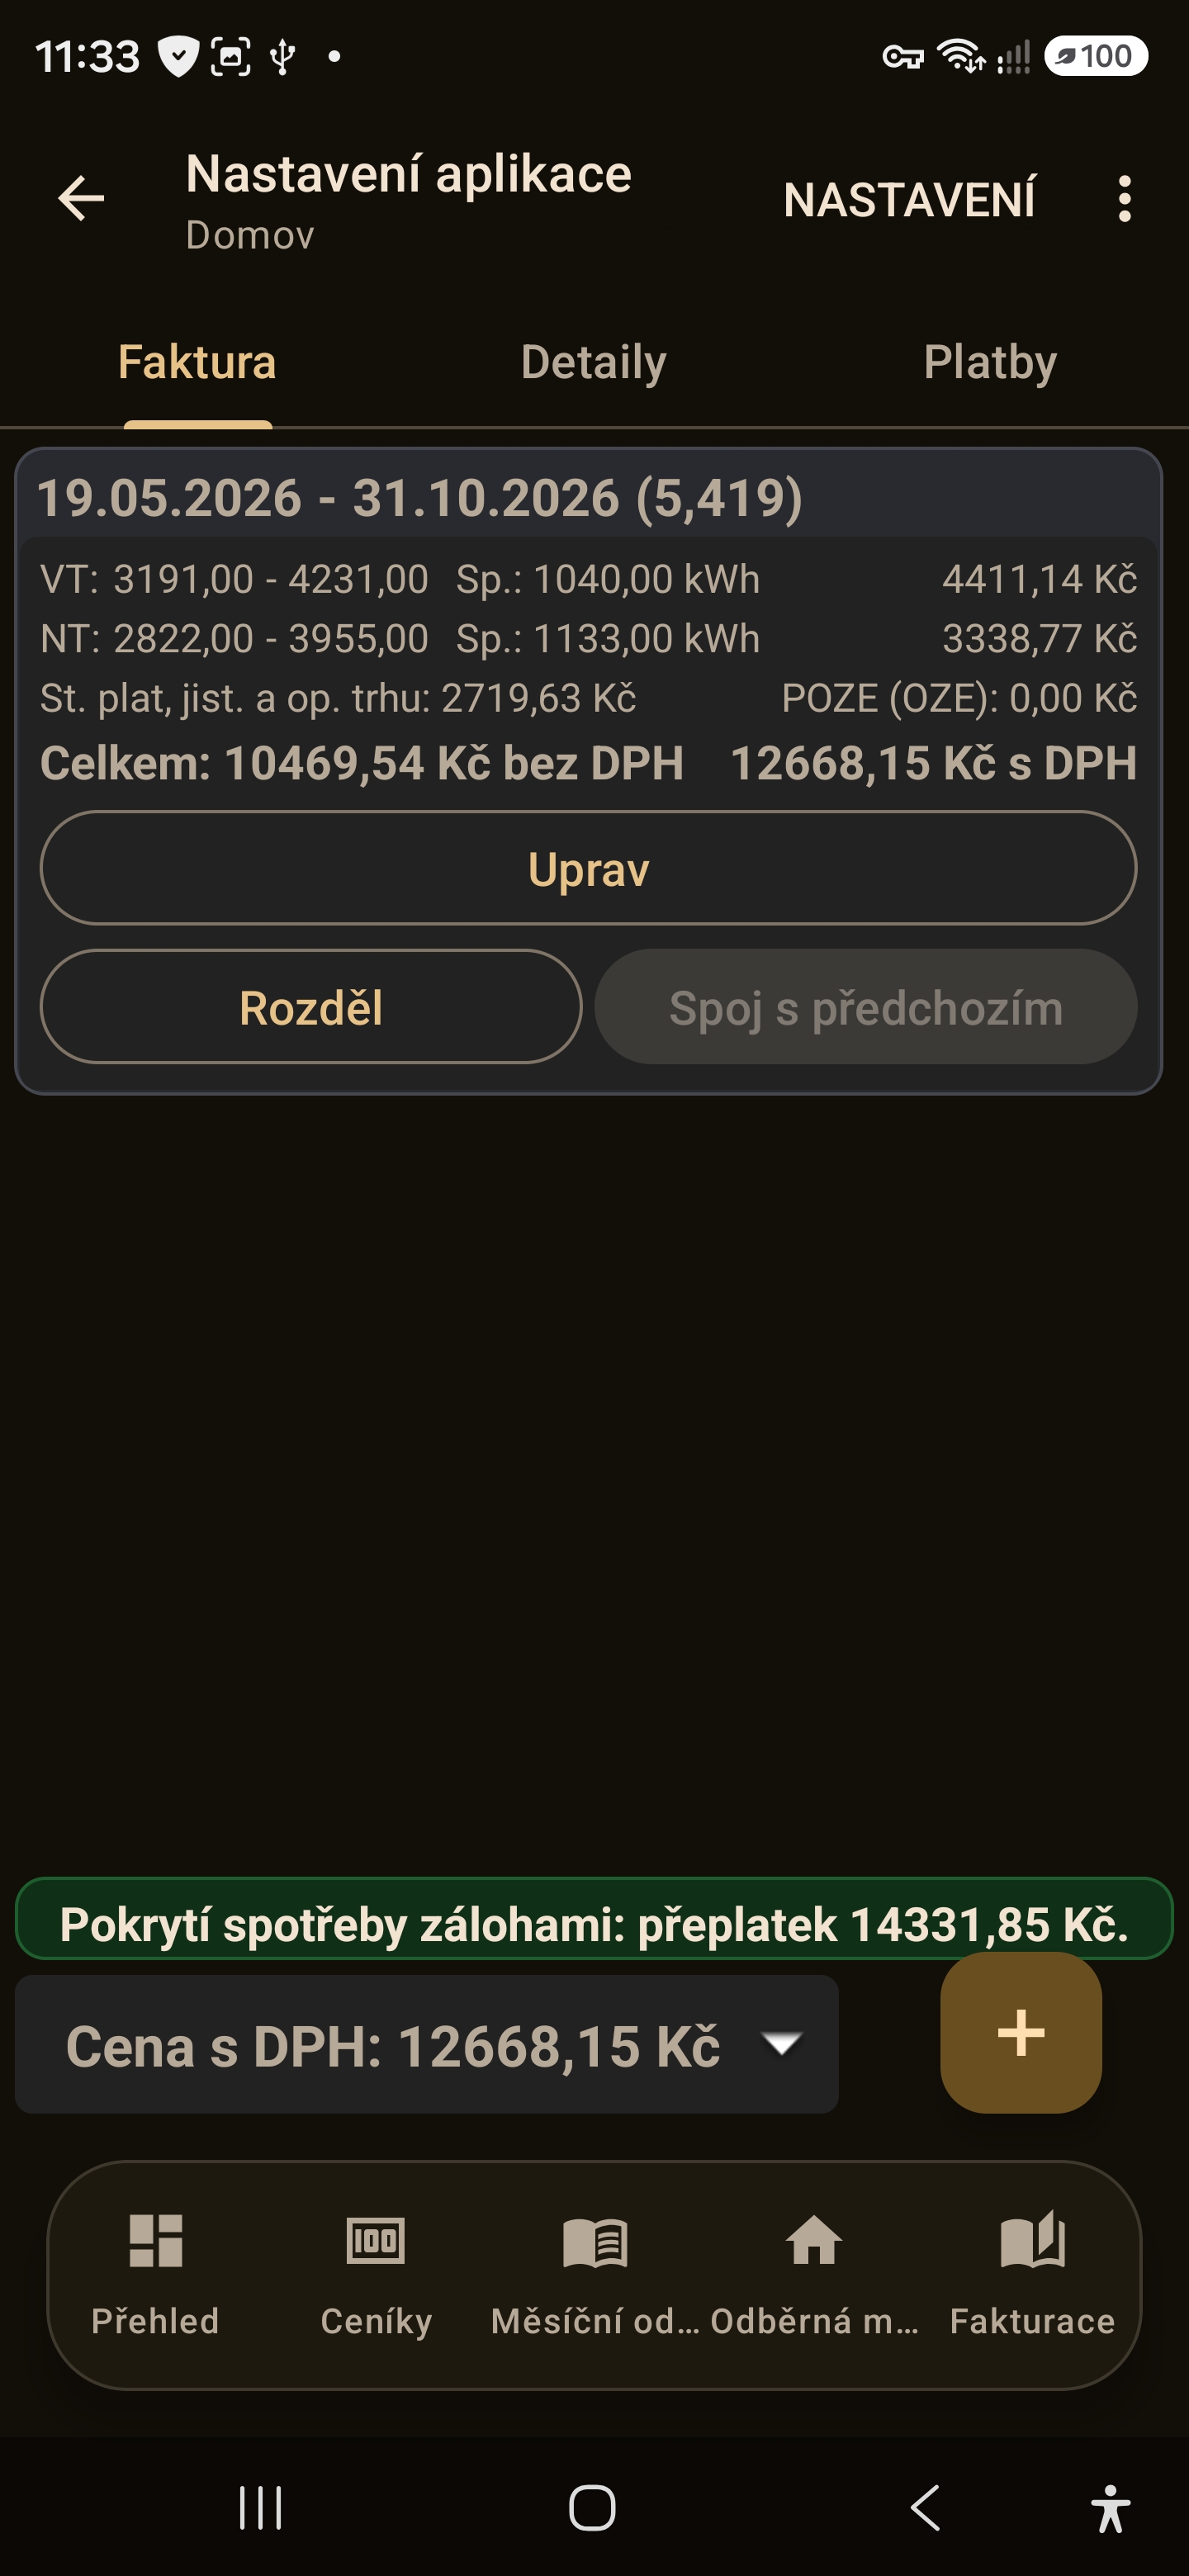 11:33
100
Nastavení aplikace
Domov
NASTAVENÍ
Faktura
Detaily
Platby
19.05.2026 - 31.10.2026 (5,419)
VT: 3191,00 - 4231,00 Sp.: 1040,00 kWh 4411,14 Kč
NT: 2822,00 - 3955,00 Sp.: 1133,00 kWh 3338,77 Kč
St. plat, jist. a op. trhu: 2719,63 Kč POZE (OZE): 0,00 Kč
Celkem: 10469,54 Kč bez DPH 12668,15 Kč s DPH
Uprav
Rozděl
Spoj s předchozím
Pokrytí spotřeby zálohami: přeplatek 14331,85 Kč.
Cena s DPH: 12668,15 Kč
+
100
Přehled
Ceníky
Měsíční od...
Odběrná m...
Fakturace